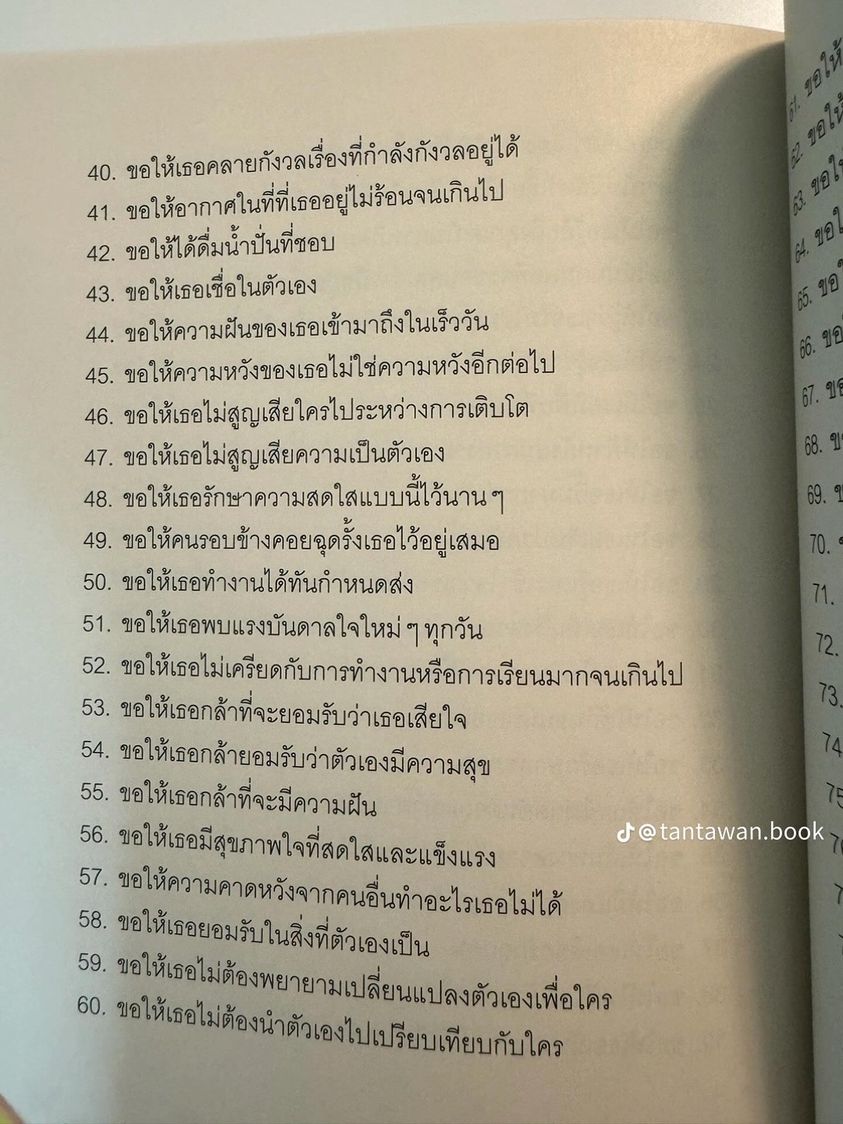 40. ขอให้เธอคลายกังวลเรื่องที่กำลังกังวลอยู่ได้
41. ขอให้อากาศในที่ที่เธออยู่ไม่ร้อนจนเกินไป
42. ขอให้ได้ดื่มน้ำปั่นที่ชอบ
43. ขอให้เธอเชื่อในตัวเอง
44. ขอให้ความฝันของเธอเข้ามาถึงในเร็ววัน
45. ขอให้ความหวังของเธอไม่ใช่ความหวังอีกต่อไป
46. ขอให้เธอไม่สูญเสียใครไประหว่างการเติบโต
47. ขอให้เธอไม่สูญเสียความเป็นตัวเอง
48. ขอให้เธอรักษาความสดใสแบบนี้ไว้นาน ๆ
49. ขอให้คนรอบข้างคอยฉุดรั้งเธอไว้อยู่เสมอ
50. ขอให้เธอทำงานได้ทันกำหนดส่ง
51. ขอให้เธอพบแรงบันดาลใจใหม่ ๆ ทุกวัน
52. ขอให้เธอไม่เครียดกับการทำงานหรือการเรียนมากจนเกินไป
53. ขอให้เธอกล้าที่จะยอมรับว่าเธอเสียใจ
54. ขอให้เธอกล้ายอมรับว่าตัวเองมีความสุข
55. ขอให้เธอกล้าที่จะมีความฝัน
56. ขอให้เธอมีสุขภาพใจที่สดใสและแข็งแรง
57. ขอให้ความคาดหวังจากคนอื่นทำอะไรเธอไม่ได้
58. ขอให้เธอยอมรับในสิ่งที่ตัวเองเป็น
59. ขอให้เธอไม่ต้องพยายามเปลี่ยนแปลงตัวเองเพื่อใคร
60. ขอให้เธอไม่ต้องนำตัวเองไปเปรียบเทียบกับใคร
@tantawan.book
61. ขอให้
62. ขอให้
63. ขอให้
64.
65.
66.
67.
68.
69.
70.
71.
72.
73.
74